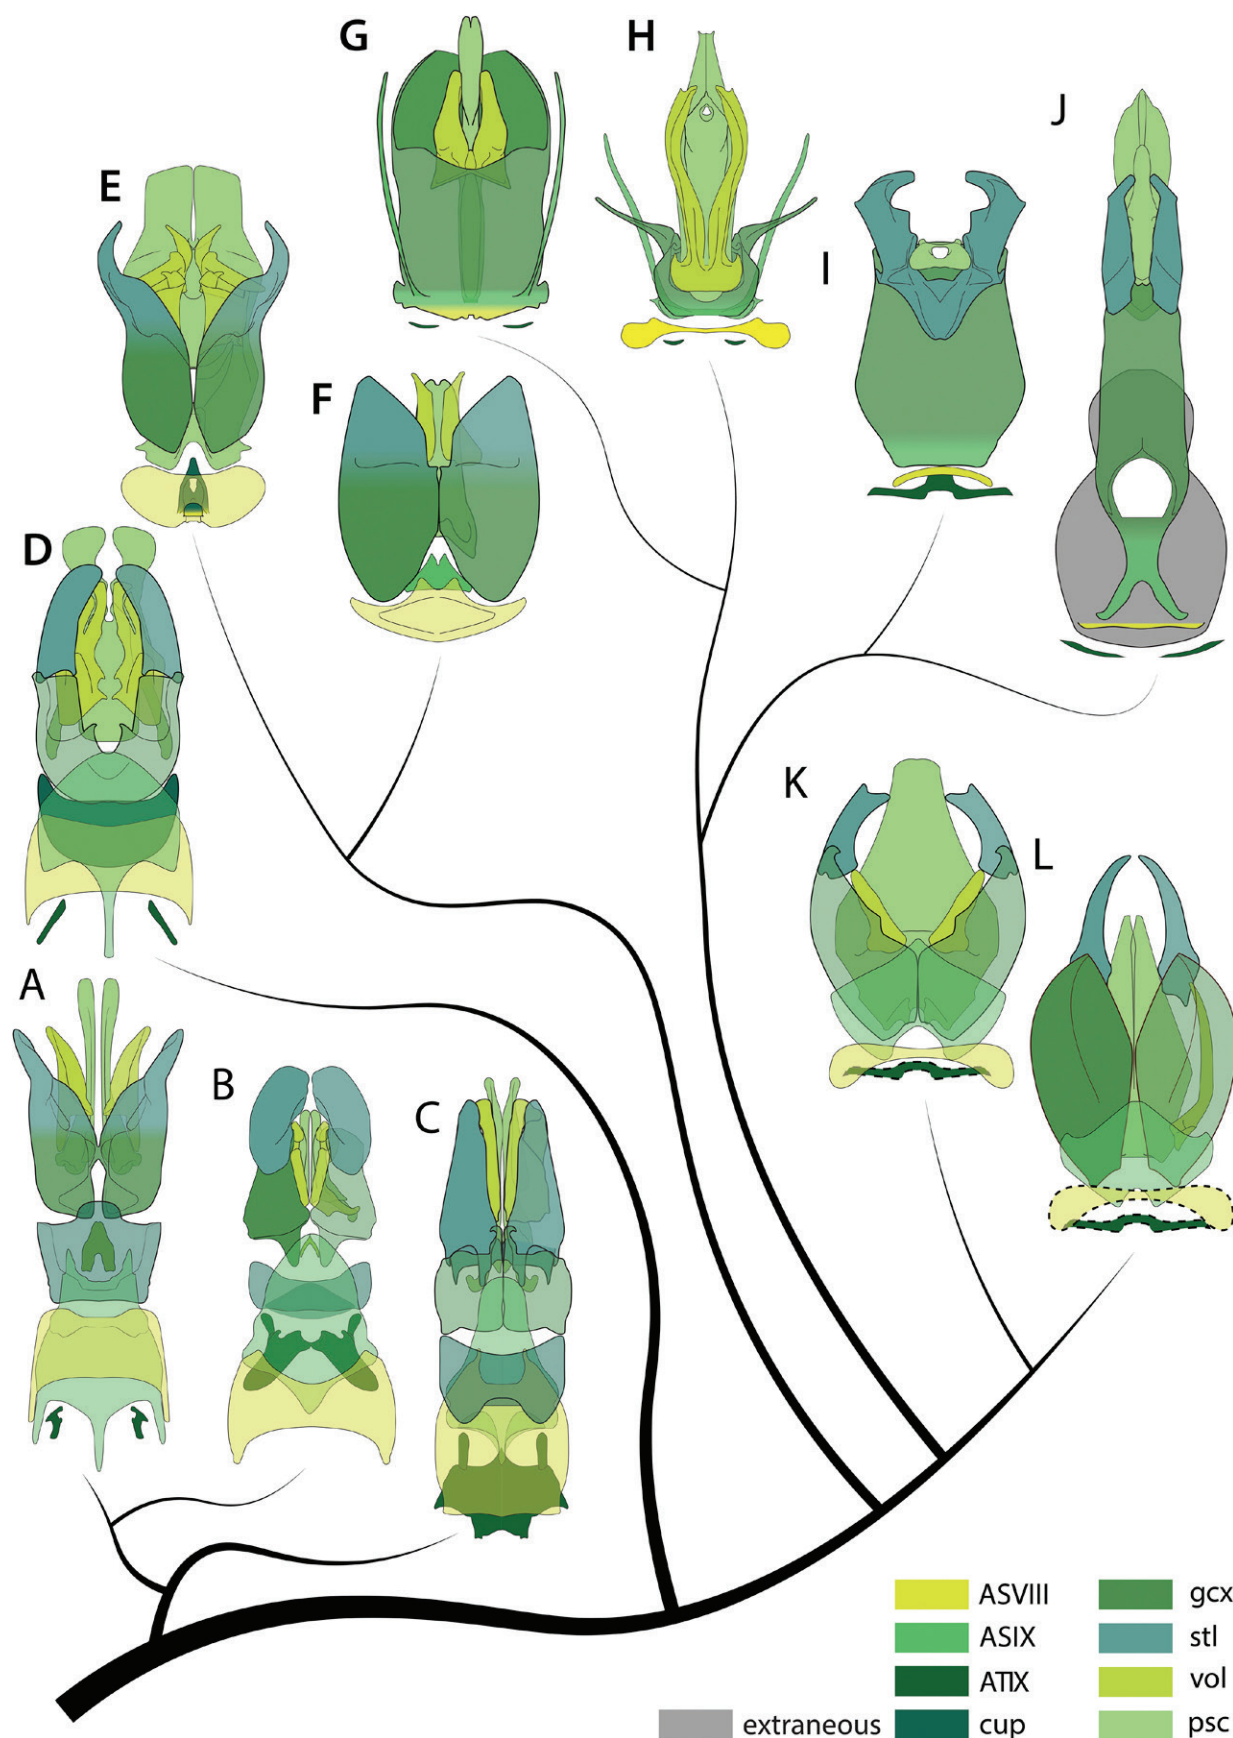 G
H
J
E
I
F
D
K
L
A
B
C
ASVIII
gcx
ASIX
stl
ATIX
vol
extraneous
cup
psc